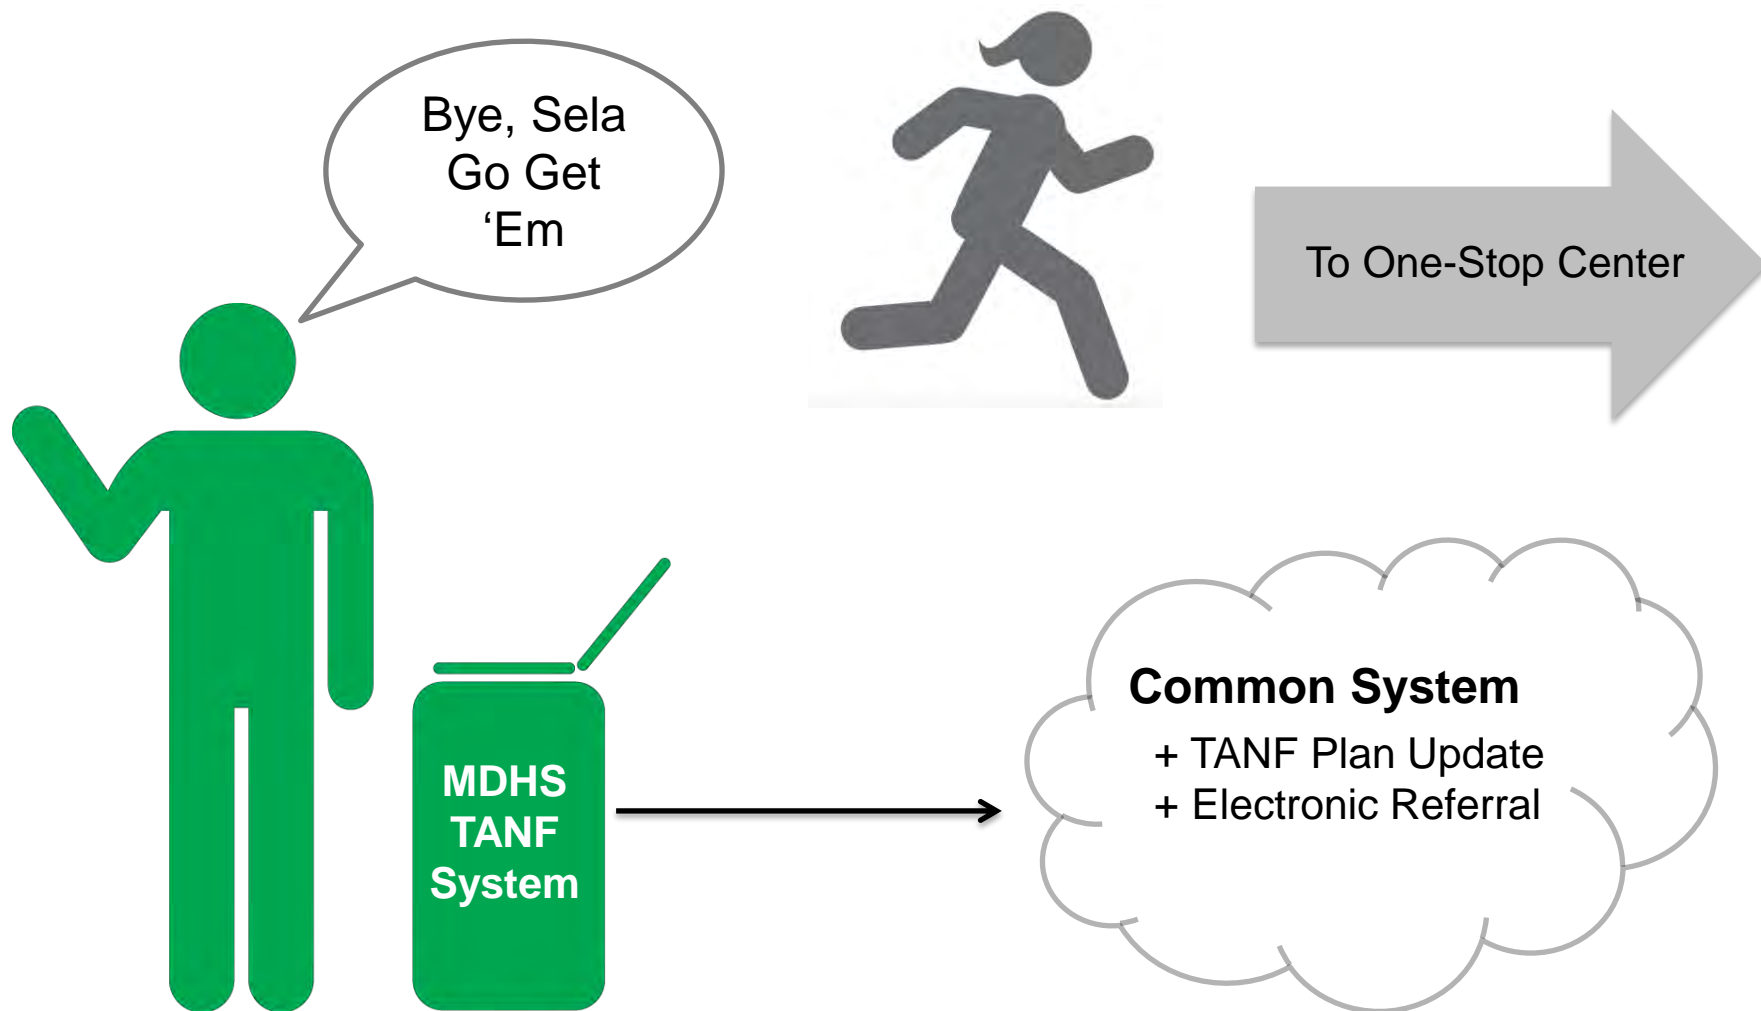 Bye, Sela
Go Get
‘Em
To One-Stop Center
Common System
+ TANF Plan Update
+ Electronic Referral
MDHS
TANF
System